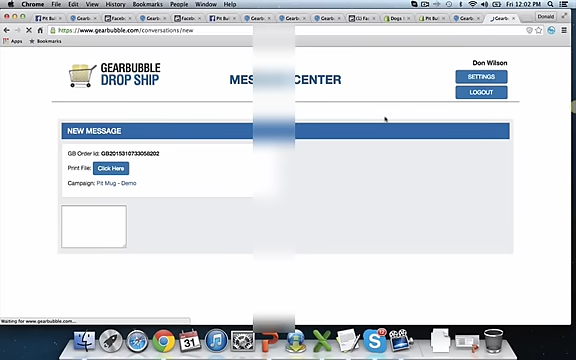 Chrome File Edit View History Bookmarks People Window Help
Fri 12:02 PM
Donald
https://www.gearbubble.com/conversations/new
Apps Bookmarks
GEARBUBBLE
DROP SHIP
CENTER
Don Wilson
SETTINGS
LOGOUT
NEW MESSAGE
GB Order Id: GB2015310733058202
Print File: Click Here
Campaign: Pit Mug - Demo
Waiting for www.gearbubble.com...